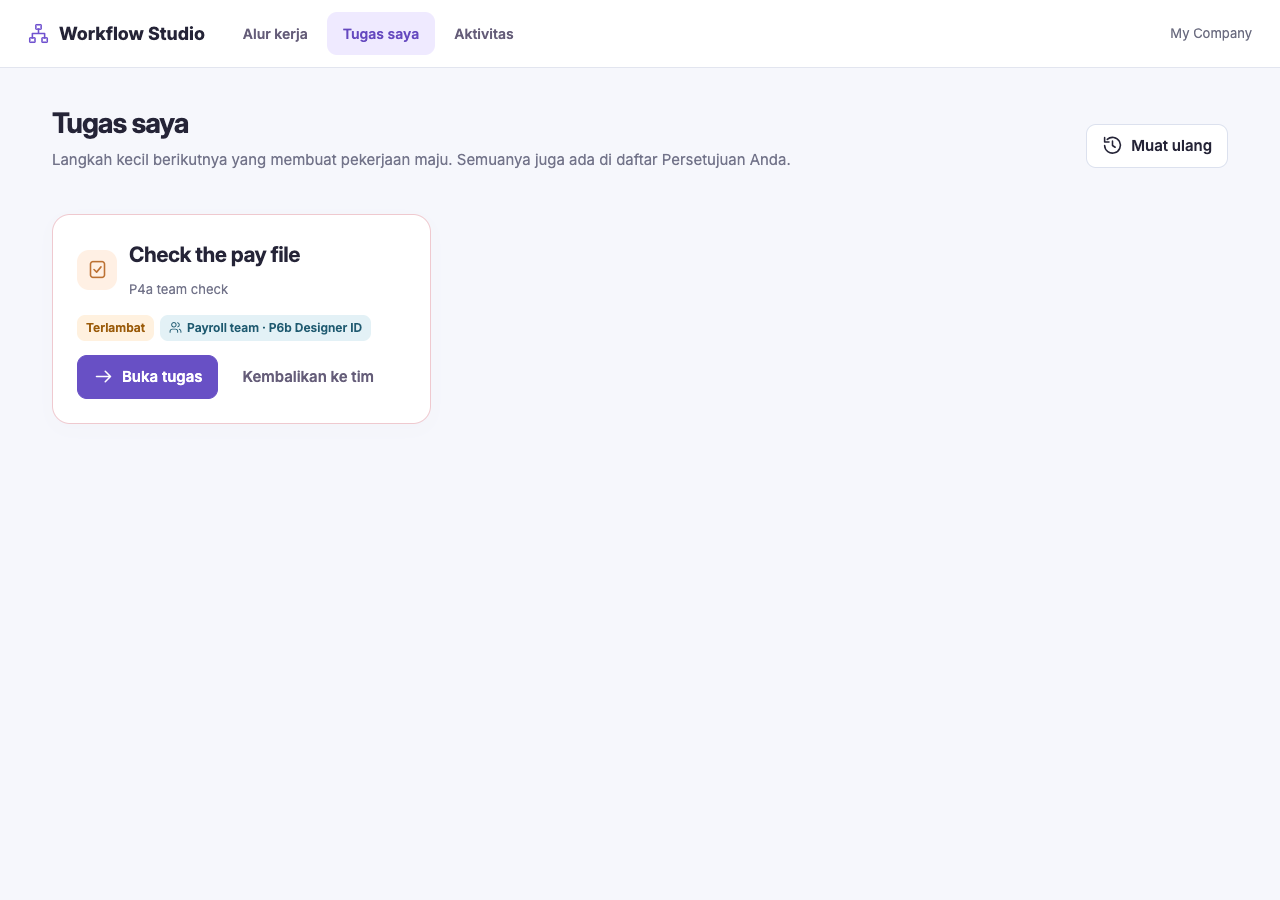 Workflow Studio
Alur kerja
Tugas saya
Aktivitas
My Company
Tugas saya
Langkah kecil berikutnya yang membuat pekerjaan maju. Semuanya juga ada di daftar Persetujuan Anda.
Muat ulang
Check the pay file
P4a team check
Terlambat
Payroll team · P6b Designer ID
Buka tugas
Kembalikan ke tim